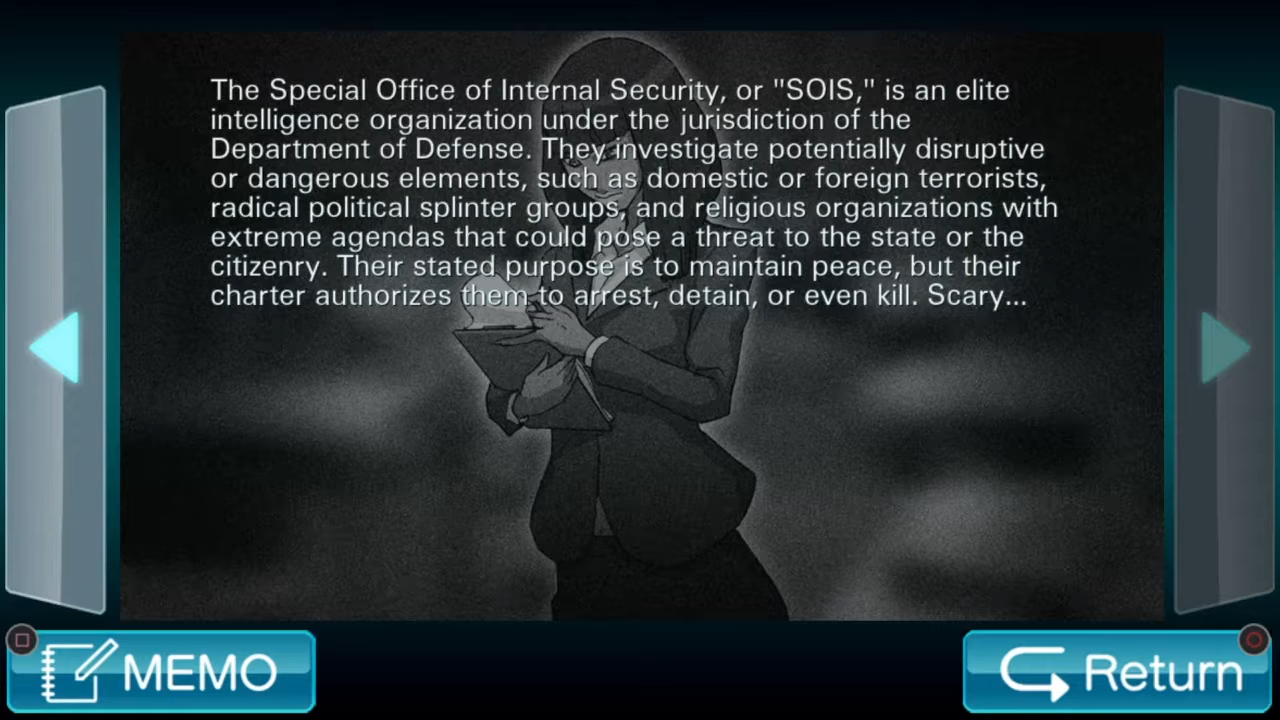 The Special Office of Internal Security, or "SOIS," is an elite
intelligence organization under the jurisdiction of the
Department of Defense. They investigate potentially disruptive
or dangerous elements, such as domestic or foreign terrorists,
radical political splinter groups, and religious organizations with
extreme agendas that could pose a threat to the state or the
citizenry. Their stated purpose is to maintain peace, but their
charter authorizes them to arrest, detain, or even kill. Scary...
MEMO
Return